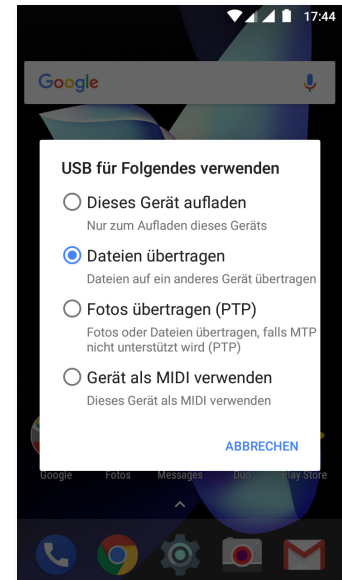 17:44
Google
USB für Folgendes verwenden
Dieses Gerät aufladen
Nur zum Aufladen dieses Geräts
Dateien übertragen
Dateien auf ein anderes Gerät übertragen
Fotos übertragen (PTP)
Fotos oder Dateien übertragen, falls MTP
nicht unterstützt wird (PTP)
Gerät als MIDI verwenden
Dieses Gerät als MIDI verwenden
ABBRECHEN
Google Fotos Messages Duo Play Store